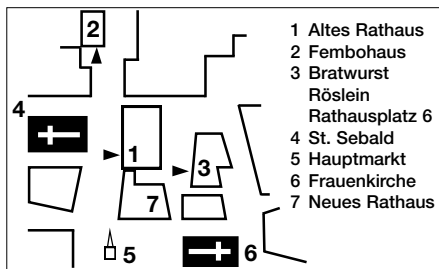 2
4
1
3
7
5
6
1 Altes Rathaus
2 Fembohaus
3 Bratwurst
Röslein
Rathausplatz 6
4 St. Sebald
5 Hauptmarkt
6 Frauenkirche
7 Neues Rathaus